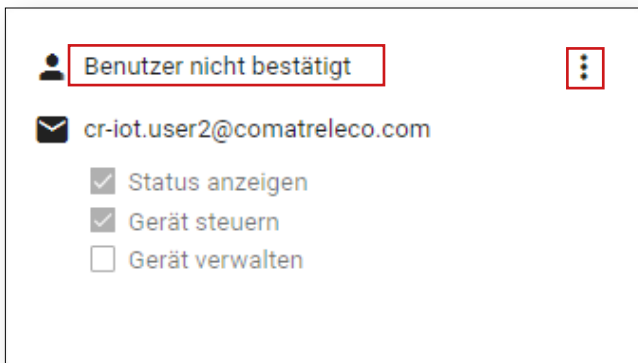 Benutzer nicht bestätigt
cr-iot.user2@comatreleco.com
Status anzeigen
Gerät steuern
Gerät verwalten